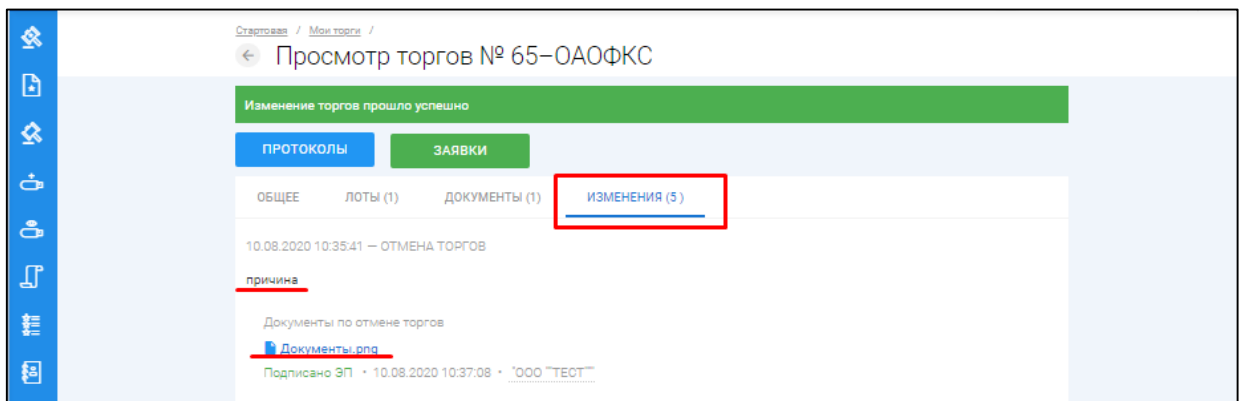 Стартовая / Мои торги /
Просмотр торгов № 65-ОАОФКС
Изменение торгов прошло успешно
ПРОТОКОЛЫ ЗАЯВКИ
ОБЩЕЕ ЛОТЫ (1) ДОКУМЕНТЫ (1) ИЗМЕНЕНИЯ (5)
10.08.2020 10:35:41 — ОТМЕНА ТОРГОВ
причина
Документы по отмене торгов
Документы.png
Подписано ЭП • 10.08.2020 10:37:08 • "ООО ""ТЕСТ"""